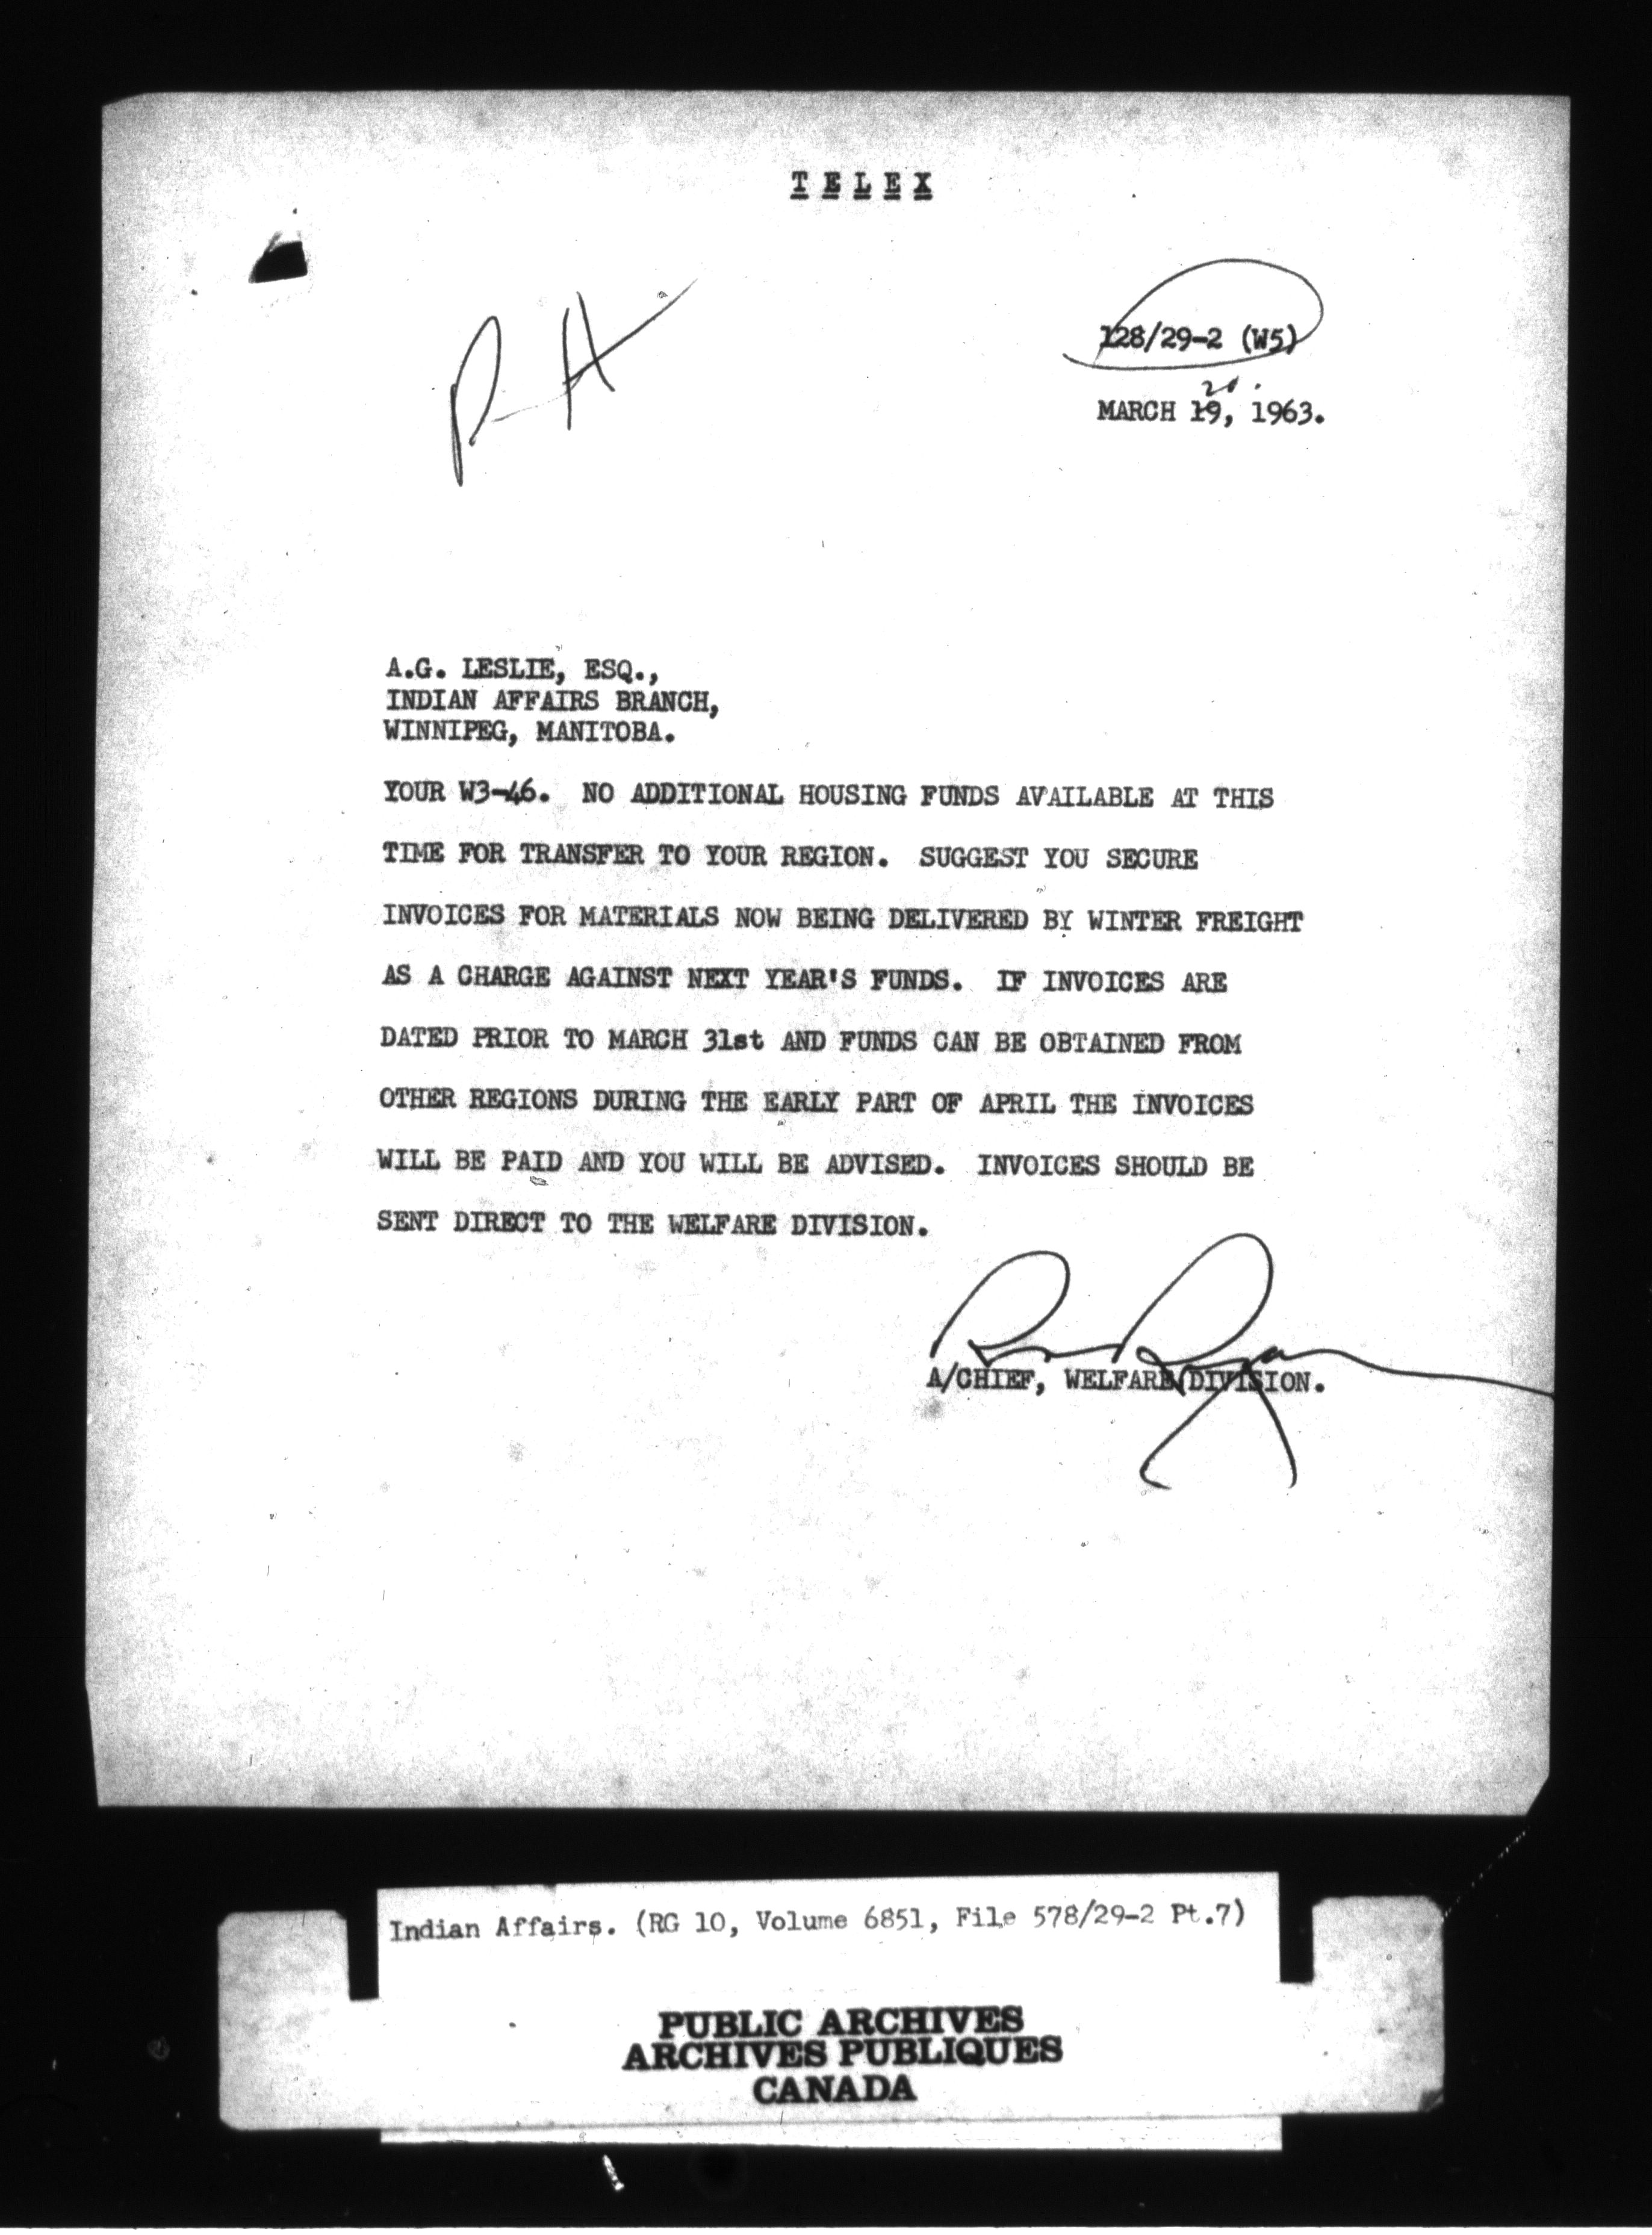 TELEX
PA
128/29-2 (W5)
20.
MARCH 19, 1963.
A.G. LESLIE, ESQ.,
INDIAN AFFAIRS BRANCH,
WINNIPEG, MANITOBA.
YOUR W3-46. NO ADDITIONAL HOUSING FUNDS AVAILABLE AT THIS
TIME FOR TRANSFER TO YOUR REGION. SUGGEST YOU SECURE
INVOICES FOR MATERIALS NOW BEING DELIVERED BY WINTER FREIGHT
AS A CHARGE AGAINST NEXT YEAR'S FUNDS. IF INVOICES ARE
DATED PRIOR TO MARCH 31st AND FUNDS CAN BE OBTAINED FROM
OTHER REGIONS DURING THE EARLY PART OF APRIL THE INVOICES
WILL BE PAID AND YOU WILL BE ADVISED. INVOICES SHOULD BE
SENT DIRECT TO THE WELFARE DIVISION.
A/CHIEF, WELFARE DIVISION.
Indian Affairs. (RG 10, Volume 6851, File 578/29-2 Pt.7)
PUBLIC ARCHIVES
ARCHIVES PUBLIQUES
CANADA